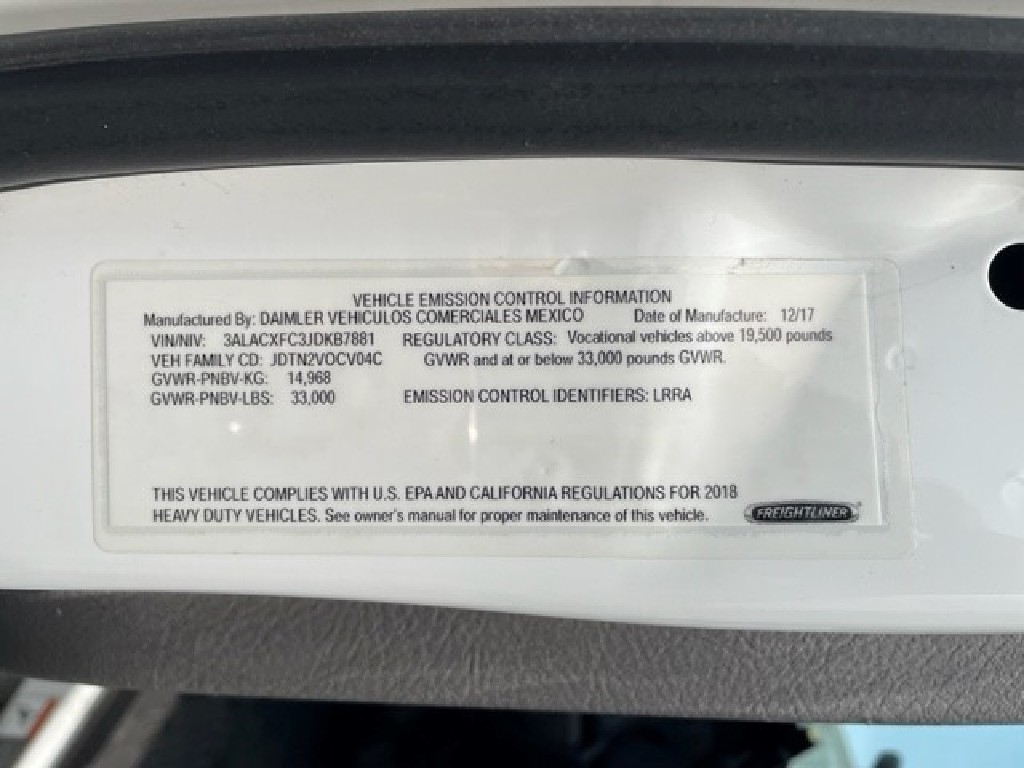 VEHICLE EMISSION CONTROL INFORMATION
Manufactured By: DAIMLER VEHICULOS COMERCIALES MEXICO Date of Manufacture: 12/17
VIN/NIV: 3ALACXFC3JDKB7881 REGULATORY CLASS: Vocational vehicles above 19,500 pounds
VEH FAMILY CD: JDTN2VOCV04C GVWR and at or below 33,000 pounds GVWR.
GVWR-PNBV-KG: 14,968
GVWR-PNBV-LBS: 33,000 EMISSION CONTROL IDENTIFIERS: LRRA
THIS VEHICLE COMPLIES WITH U.S. EPA AND CALIFORNIA REGULATIONS FOR 2018
HEAVY DUTY VEHICLES. See owner's manual for proper maintenance of this vehicle.
FREIGHTLINER